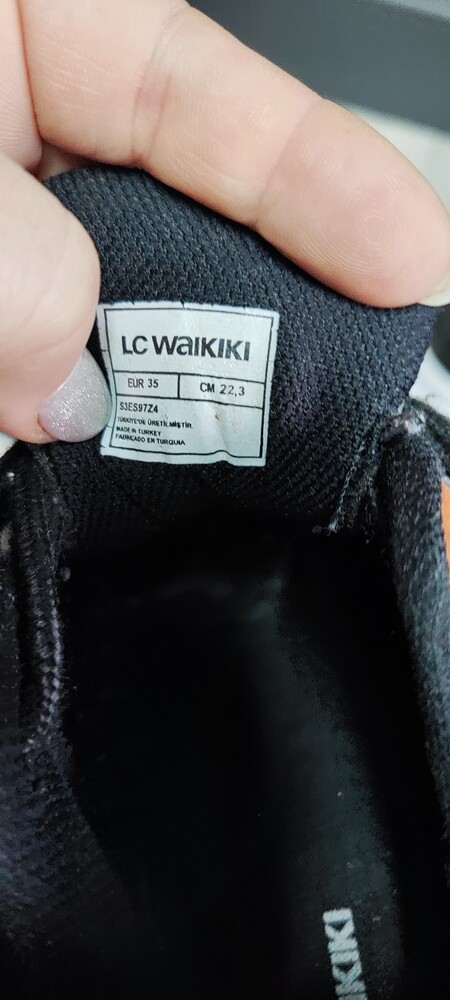 LC WAIKIKI
EUR 35 CM 22,3
S3ES97Z4
TÜRKİYE'DE ÜRETİLMİŞTİR.
MADE IN TURKEY
FABRICADO EN TURQUIA
IKIKI